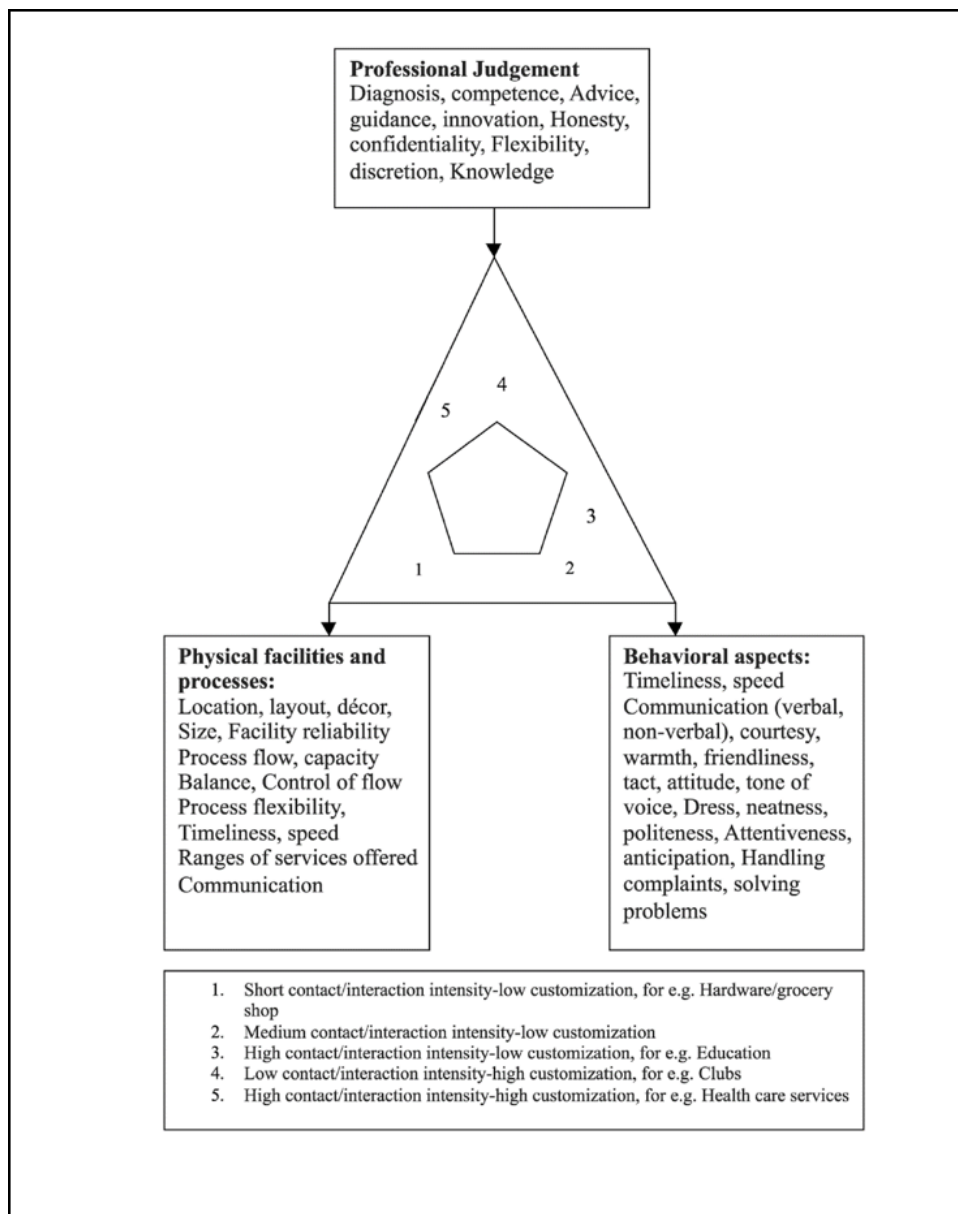 Professional Judgement
Diagnosis, competence, Advice,
guidance, innovation, Honesty,
confidentiality, Flexibility,
discretion, Knowledge
4
5
3
1
2
Physical facilities and
processes:
Location, layout, décor,
Size, Facility reliability
Process flow, capacity
Balance, Control of flow
Process flexibility,
Timeliness, speed
Ranges of services offered
Communication
Behavioral aspects:
Timeliness, speed
Communication (verbal,
non-verbal), courtesy,
warmth, friendliness,
tact, attitude, tone of
voice, Dress, neatness,
politeness, Attentiveness,
anticipation, Handling
complaints, solving
problems
1. Short contact/interaction intensity-low customization, for e.g. Hardware/grocery
shop
2. Medium contact/interaction intensity-low customization
3. High contact/interaction intensity-low customization, for e.g. Education
4. Low contact/interaction intensity-high customization, for e.g. Clubs
5. High contact/interaction intensity-high customization, for e.g. Health care services